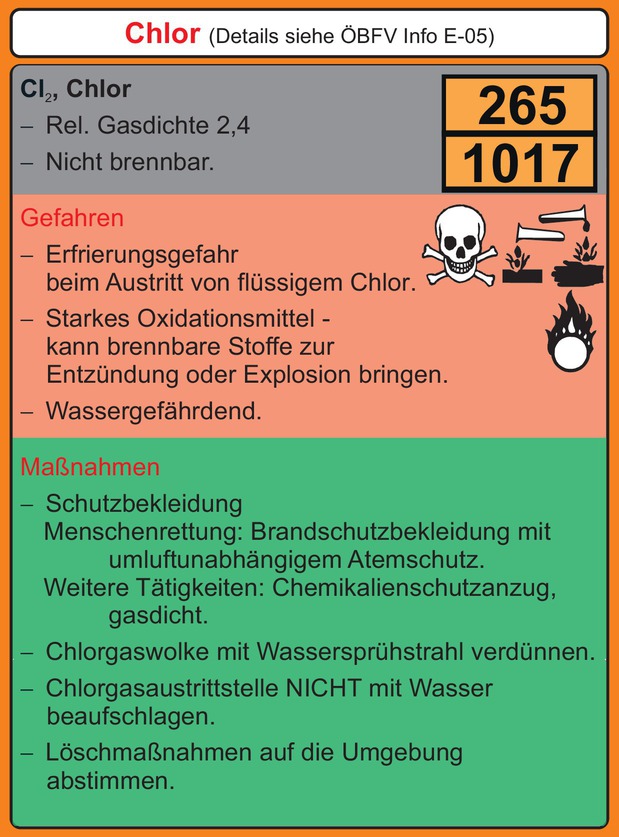 Chlor (Details siehe ÖBFV Info E-05)
Cl₂, Chlor
– Rel. Gasdichte 2,4
– Nicht brennbar.
265
1017
Gefahren
– Erfrierungsgefahr
beim Austritt von flüssigem Chlor.
– Starkes Oxidationsmittel -
kann brennbare Stoffe zur
Entzündung oder Explosion bringen.
– Wassergefährdend.
Maßnahmen
– Schutzbekleidung
Menschenrettung: Brandschutzbekleidung mit
umluftunabhängigem Atemschutz.
Weitere Tätigkeiten: Chemikalienschutzanzug,
gasdicht.
– Chlorgaswolke mit Wassersprühstrahl verdünnen.
– Chlorgasaustrittstelle NICHT mit Wasser
beaufschlagen.
– Löschmaßnahmen auf die Umgebung
abstimmen.